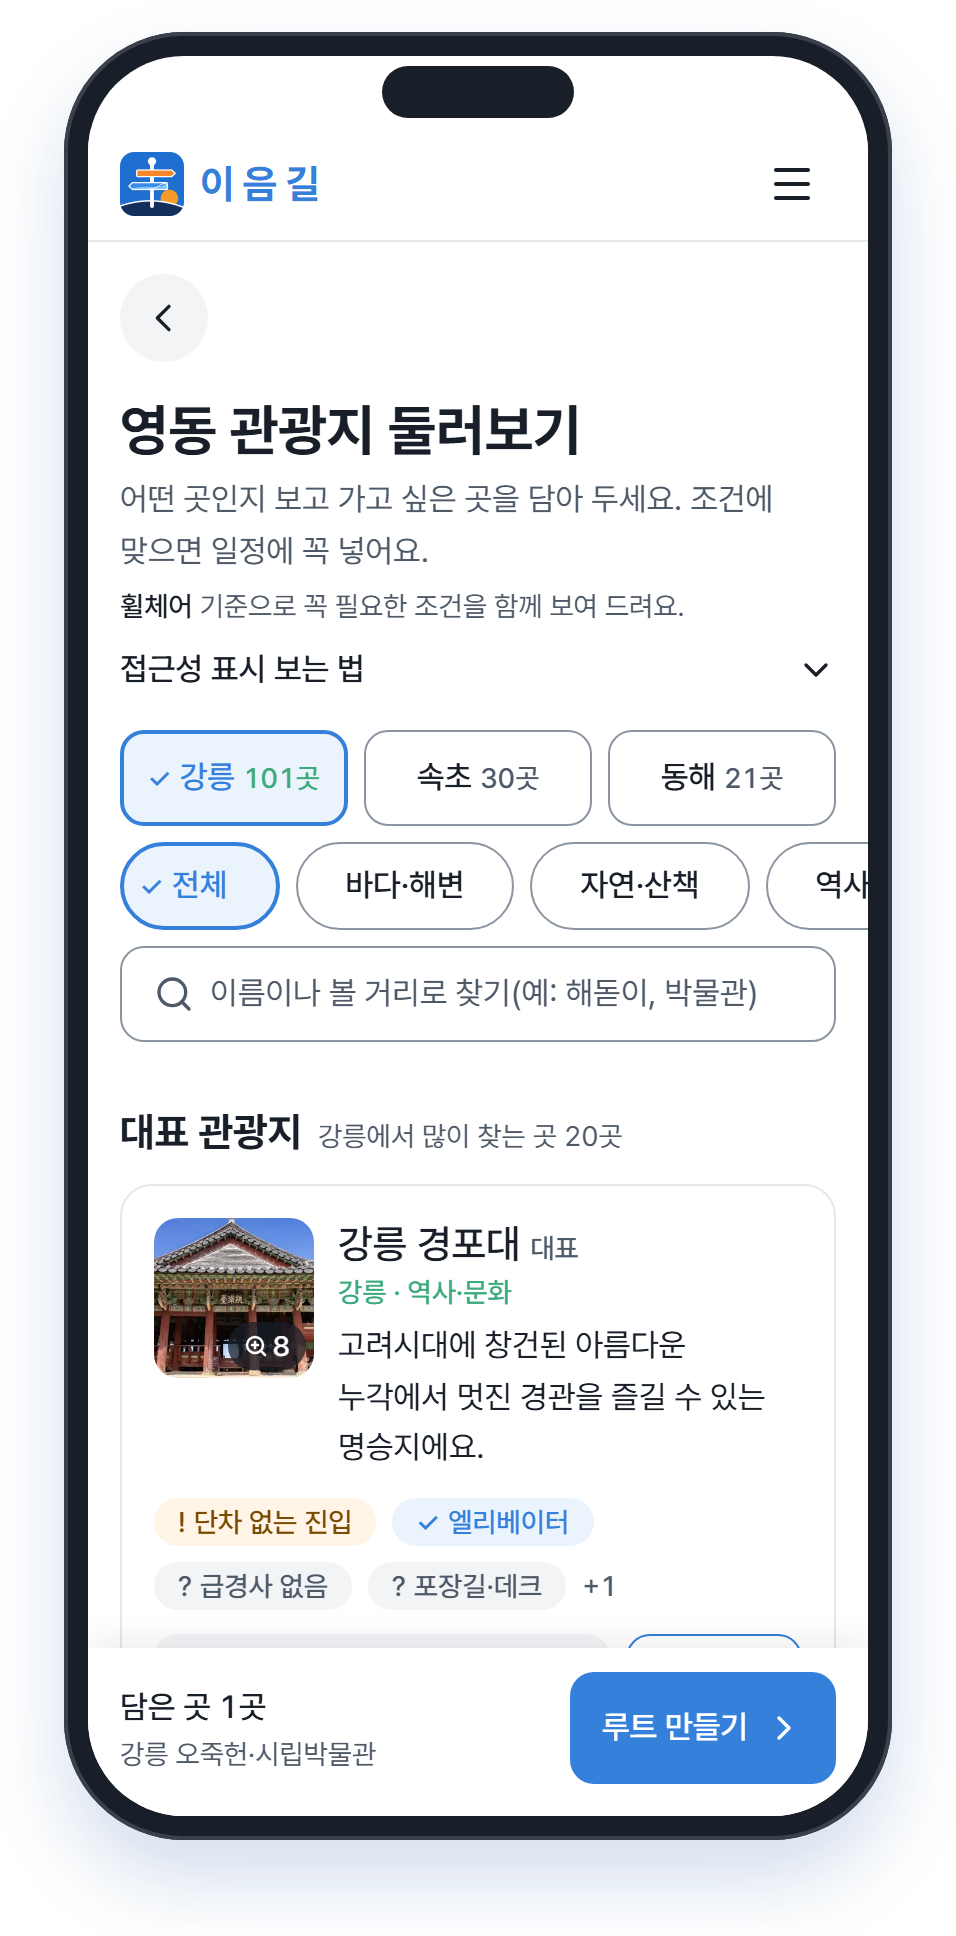 이음길
영동 관광지 둘러보기
어떤 곳인지 보고 가고 싶은 곳을 담아 두세요. 조건에
맞으면 일정에 꼭 넣어요.
휠체어 기준으로 꼭 필요한 조건을 함께 보여 드려요.
접근성 표시 보는 법
✓ 강릉 101곳 속초 30곳 동해 21곳
✓ 전체 바다·해변 자연·산책 역사
이름이나 볼 거리로 찾기(예: 해돋이, 박물관)
대표 관광지 강릉에서 많이 찾는 곳 20곳
강릉 경포대 대표
강릉 · 역사·문화
고려시대에 창건된 아름다운
누각에서 멋진 경관을 즐길 수 있는
명승지에요.
8
! 단차 없는 진입 ✓ 엘리베이터
? 급경사 없음 ? 포장길·데크 +1
담은 곳 1곳
강릉 오죽헌·시립박물관
루트 만들기